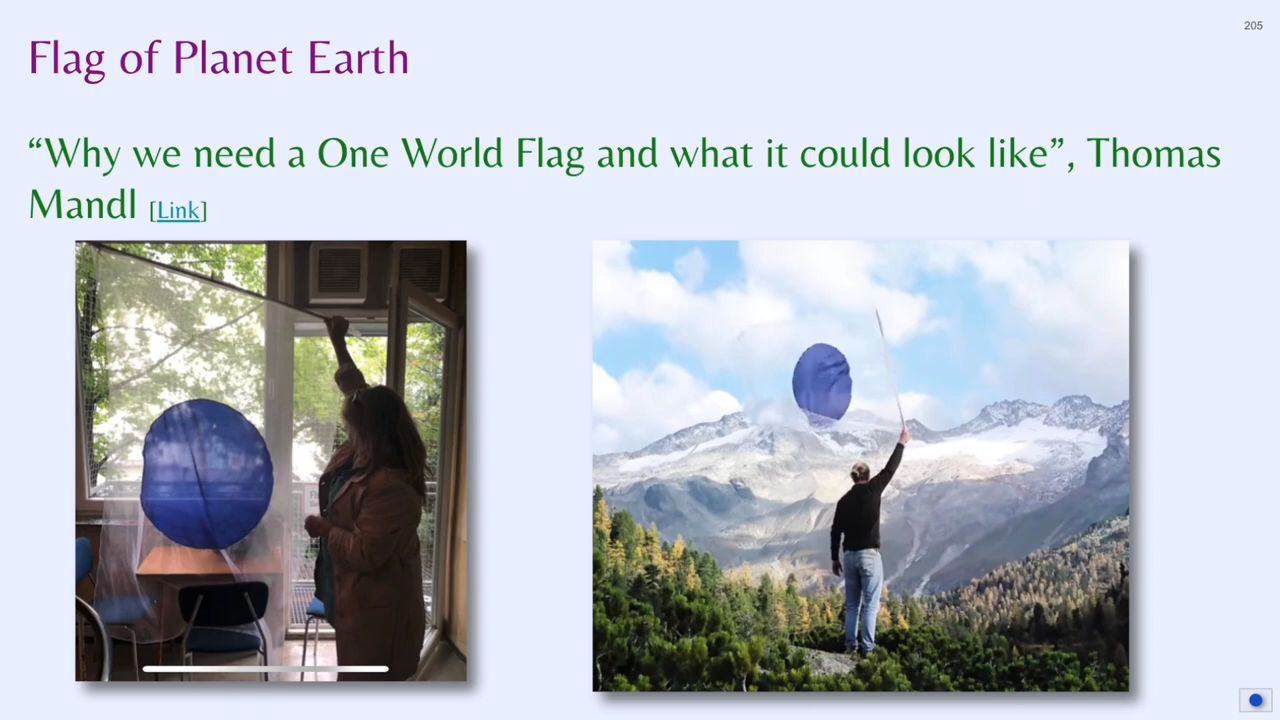 205
Flag of Planet Earth
“Why we need a One World Flag and what it could look like”, Thomas
Mandl [Link]